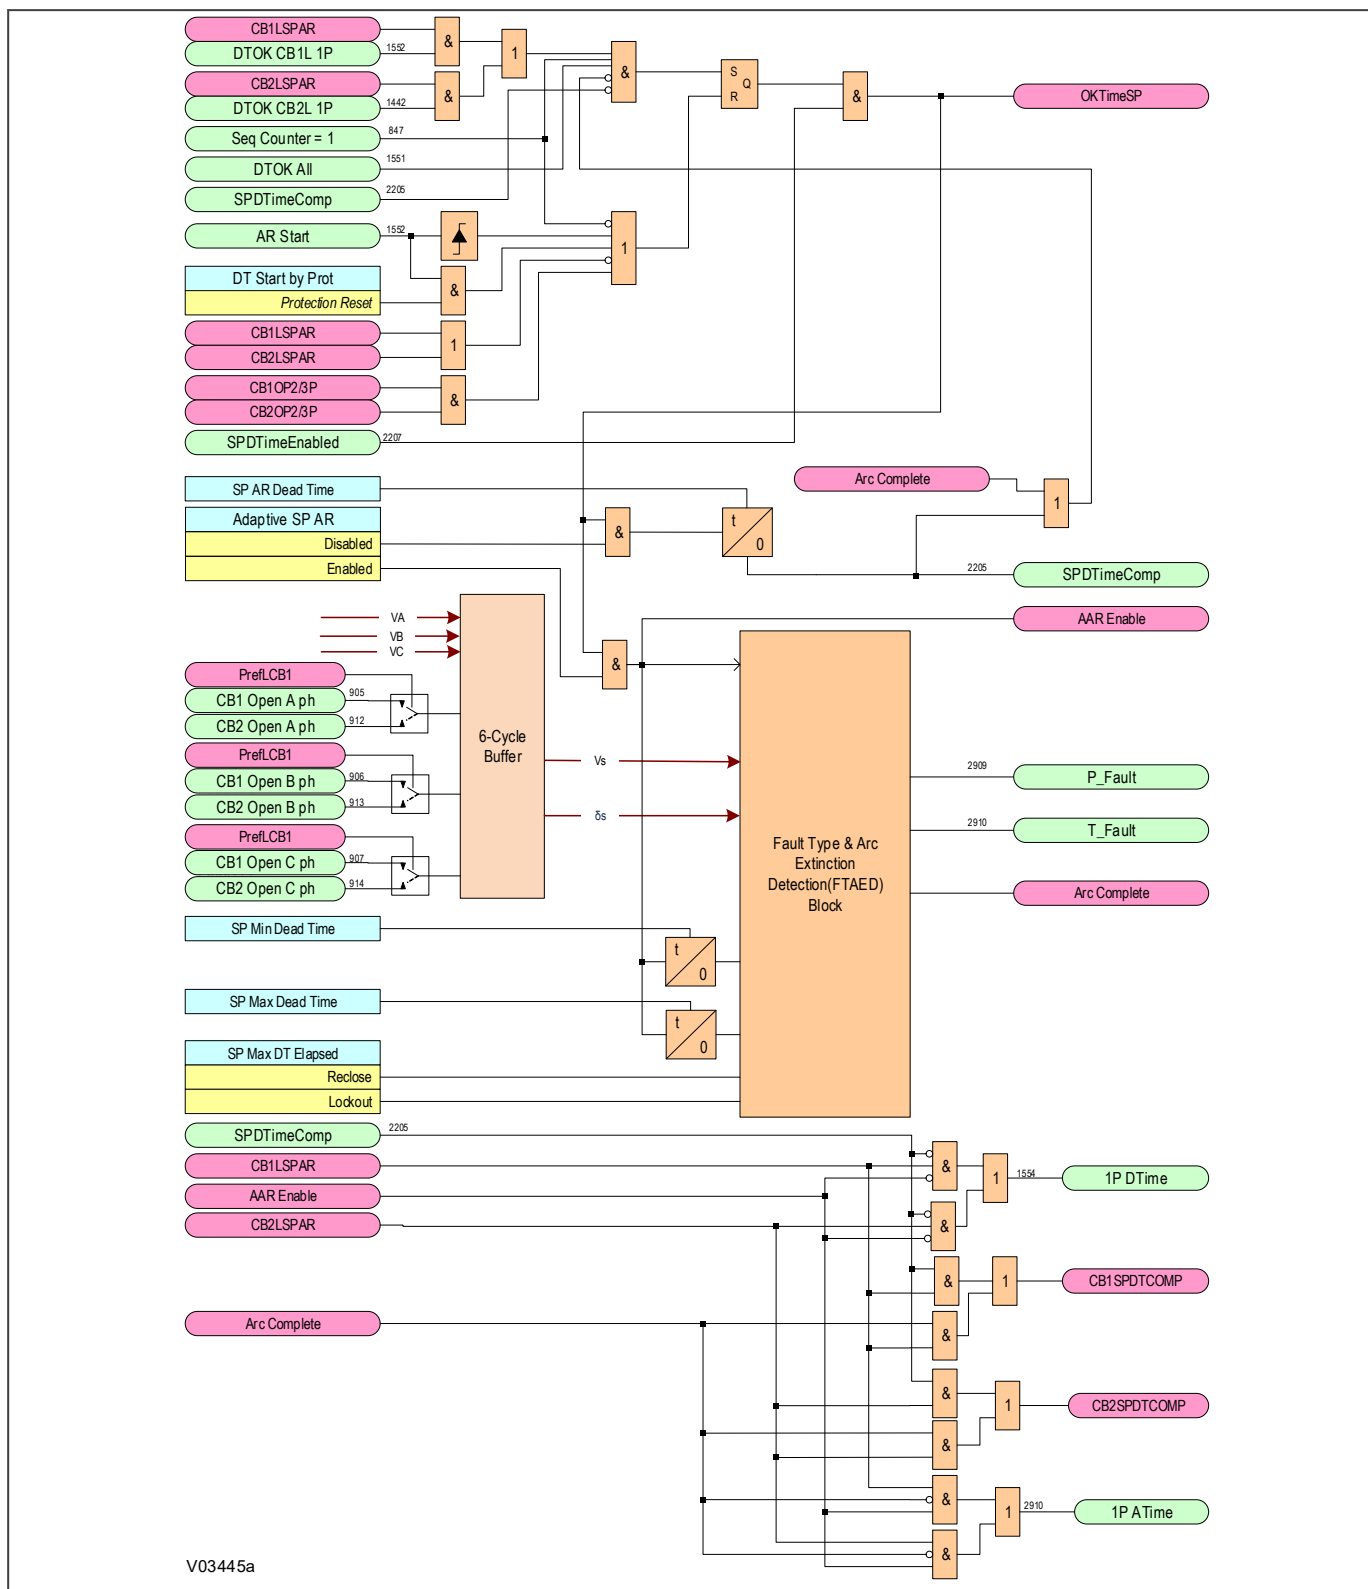 CB1LSPAR
DTOK CB1L 1P
1552
&
1
CB2LSPAR
DTOK CB2L 1P
1442
&
&
S
Q
R
&
OKTimeSP
Seq Counter = 1
847
DTOK All
1551
SPDTimeComp
2205
AR Start
1552
1
DT Start by Prot
Protection Reset
&
CB1LSPAR
CB2LSPAR
1
CB1OP2/3P
CB2OP2/3P
&
SPDTimeEnabled
2207
SP AR Dead Time
Arc Complete
1
Adaptive SP AR
Disabled
Enabled
&
t
0
2205
SPDTimeComp
AAR Enable
VA
VB
VC
&
PrefLCB1
CB1 Open A ph
905
CB2 Open A ph
912
PrefLCB1
CB1 Open B ph
906
CB2 Open B ph
913
PrefLCB1
CB1 Open C ph
907
CB2 Open C ph
914
6-Cycle
Buffer
Vs
δs
Fault Type & Arc
Extinction
Detection(FTAED)
Block
2909
P_Fault
2910
T_Fault
Arc Complete
SP Min Dead Time
t
0
SP Max Dead Time
t
0
SP Max DT Elapsed
Reclose
Lockout
SPDTimeComp
2205
CB1LSPAR
AAR Enable
CB2LSPAR
&
&
1
1554
1P DTime
&
1
CB1SPDTCOMP
Arc Complete
&
&
1
CB2SPDTCOMP
&
&
1
2910
1P ATime
&
V03445a